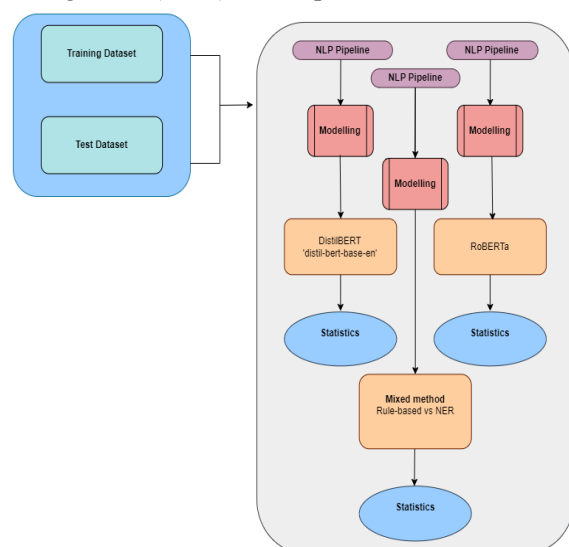 Training Dataset
Test Dataset
NLP Pipeline
NLP Pipeline
NLP Pipeline
Modelling
Modelling
Modelling
DistilBERT
'distil-bert-base-en'
RoBERTa
Statistics
Statistics
Mixed method
Rule-based vs NER
Statistics